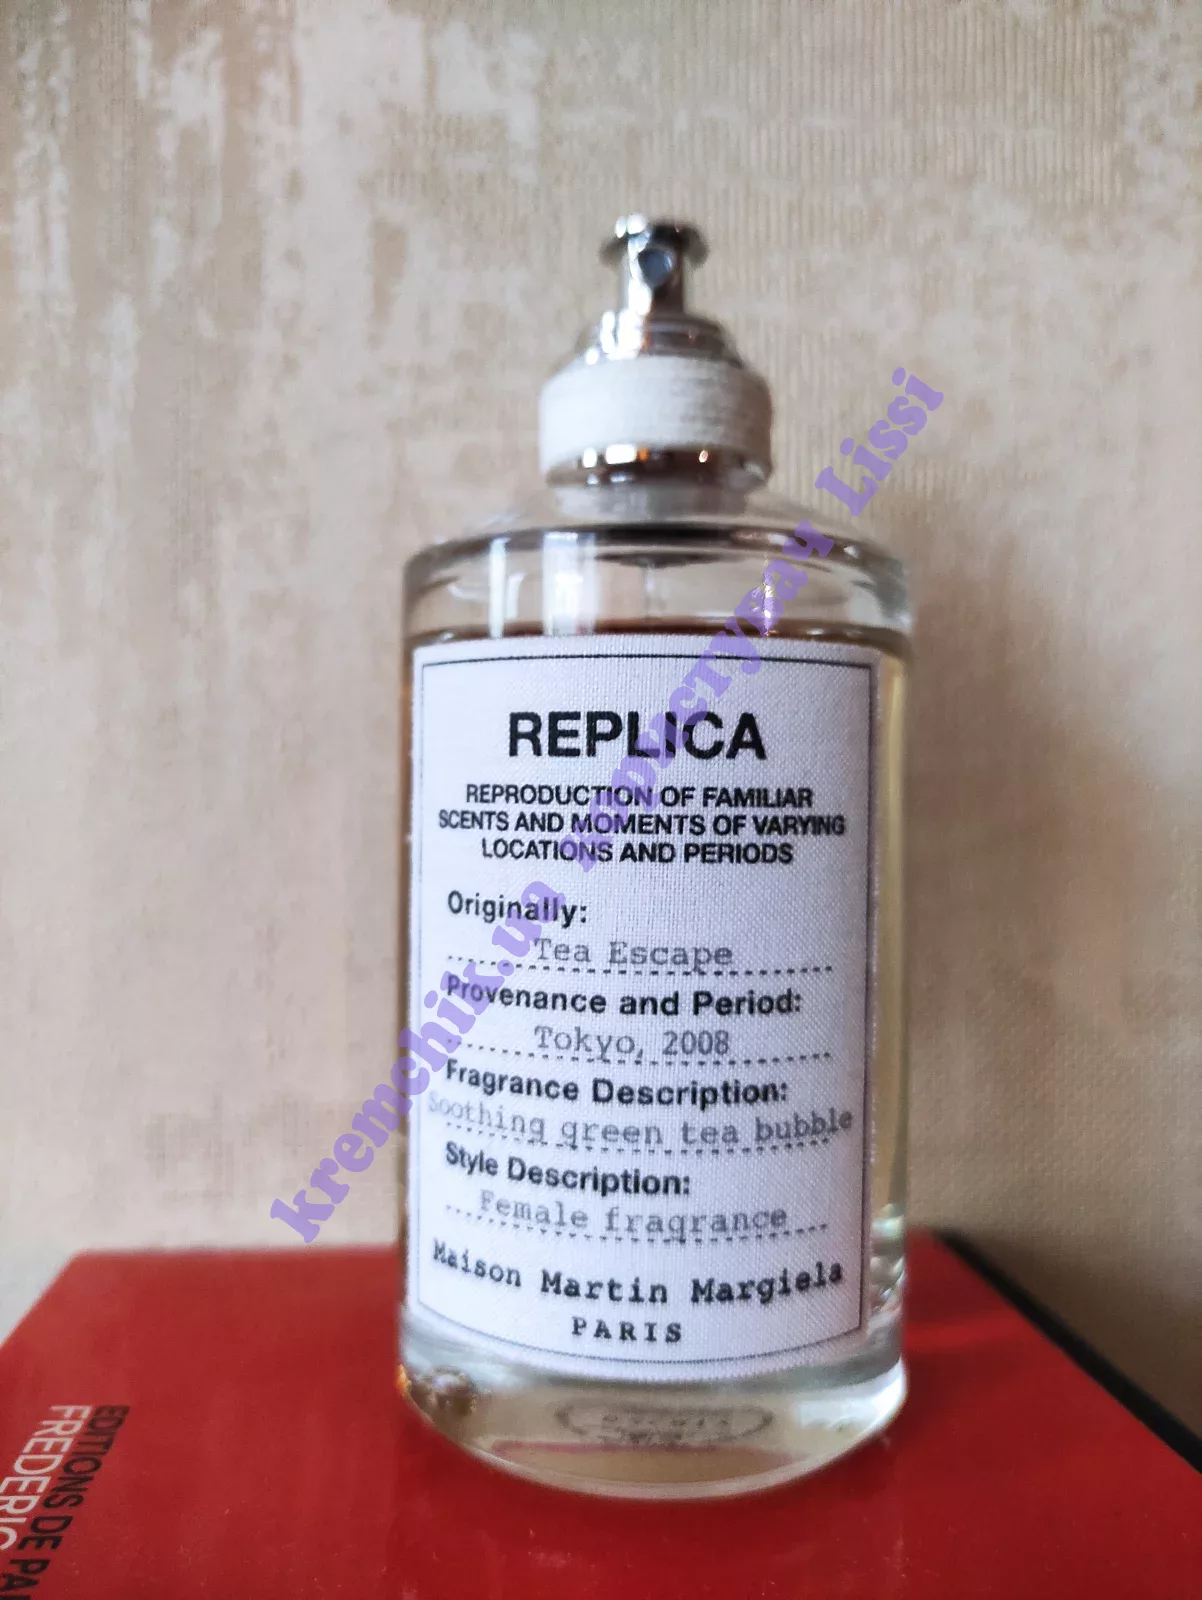 REPLICA
REPRODUCTION OF FAMILIAR
SCENTS AND MOMENTS OF VARYING
LOCATIONS AND PERIODS
Originally:
Tea Escape
Provenance and Period:
Tokyo, 2008
Fragrance Description:
Soothing green tea bubble
Style Description:
Female fragrance
Maison Martin Margiela
PARIS
kremchik.ua користувач Lissi
EDITIONS DE
FREDERIC